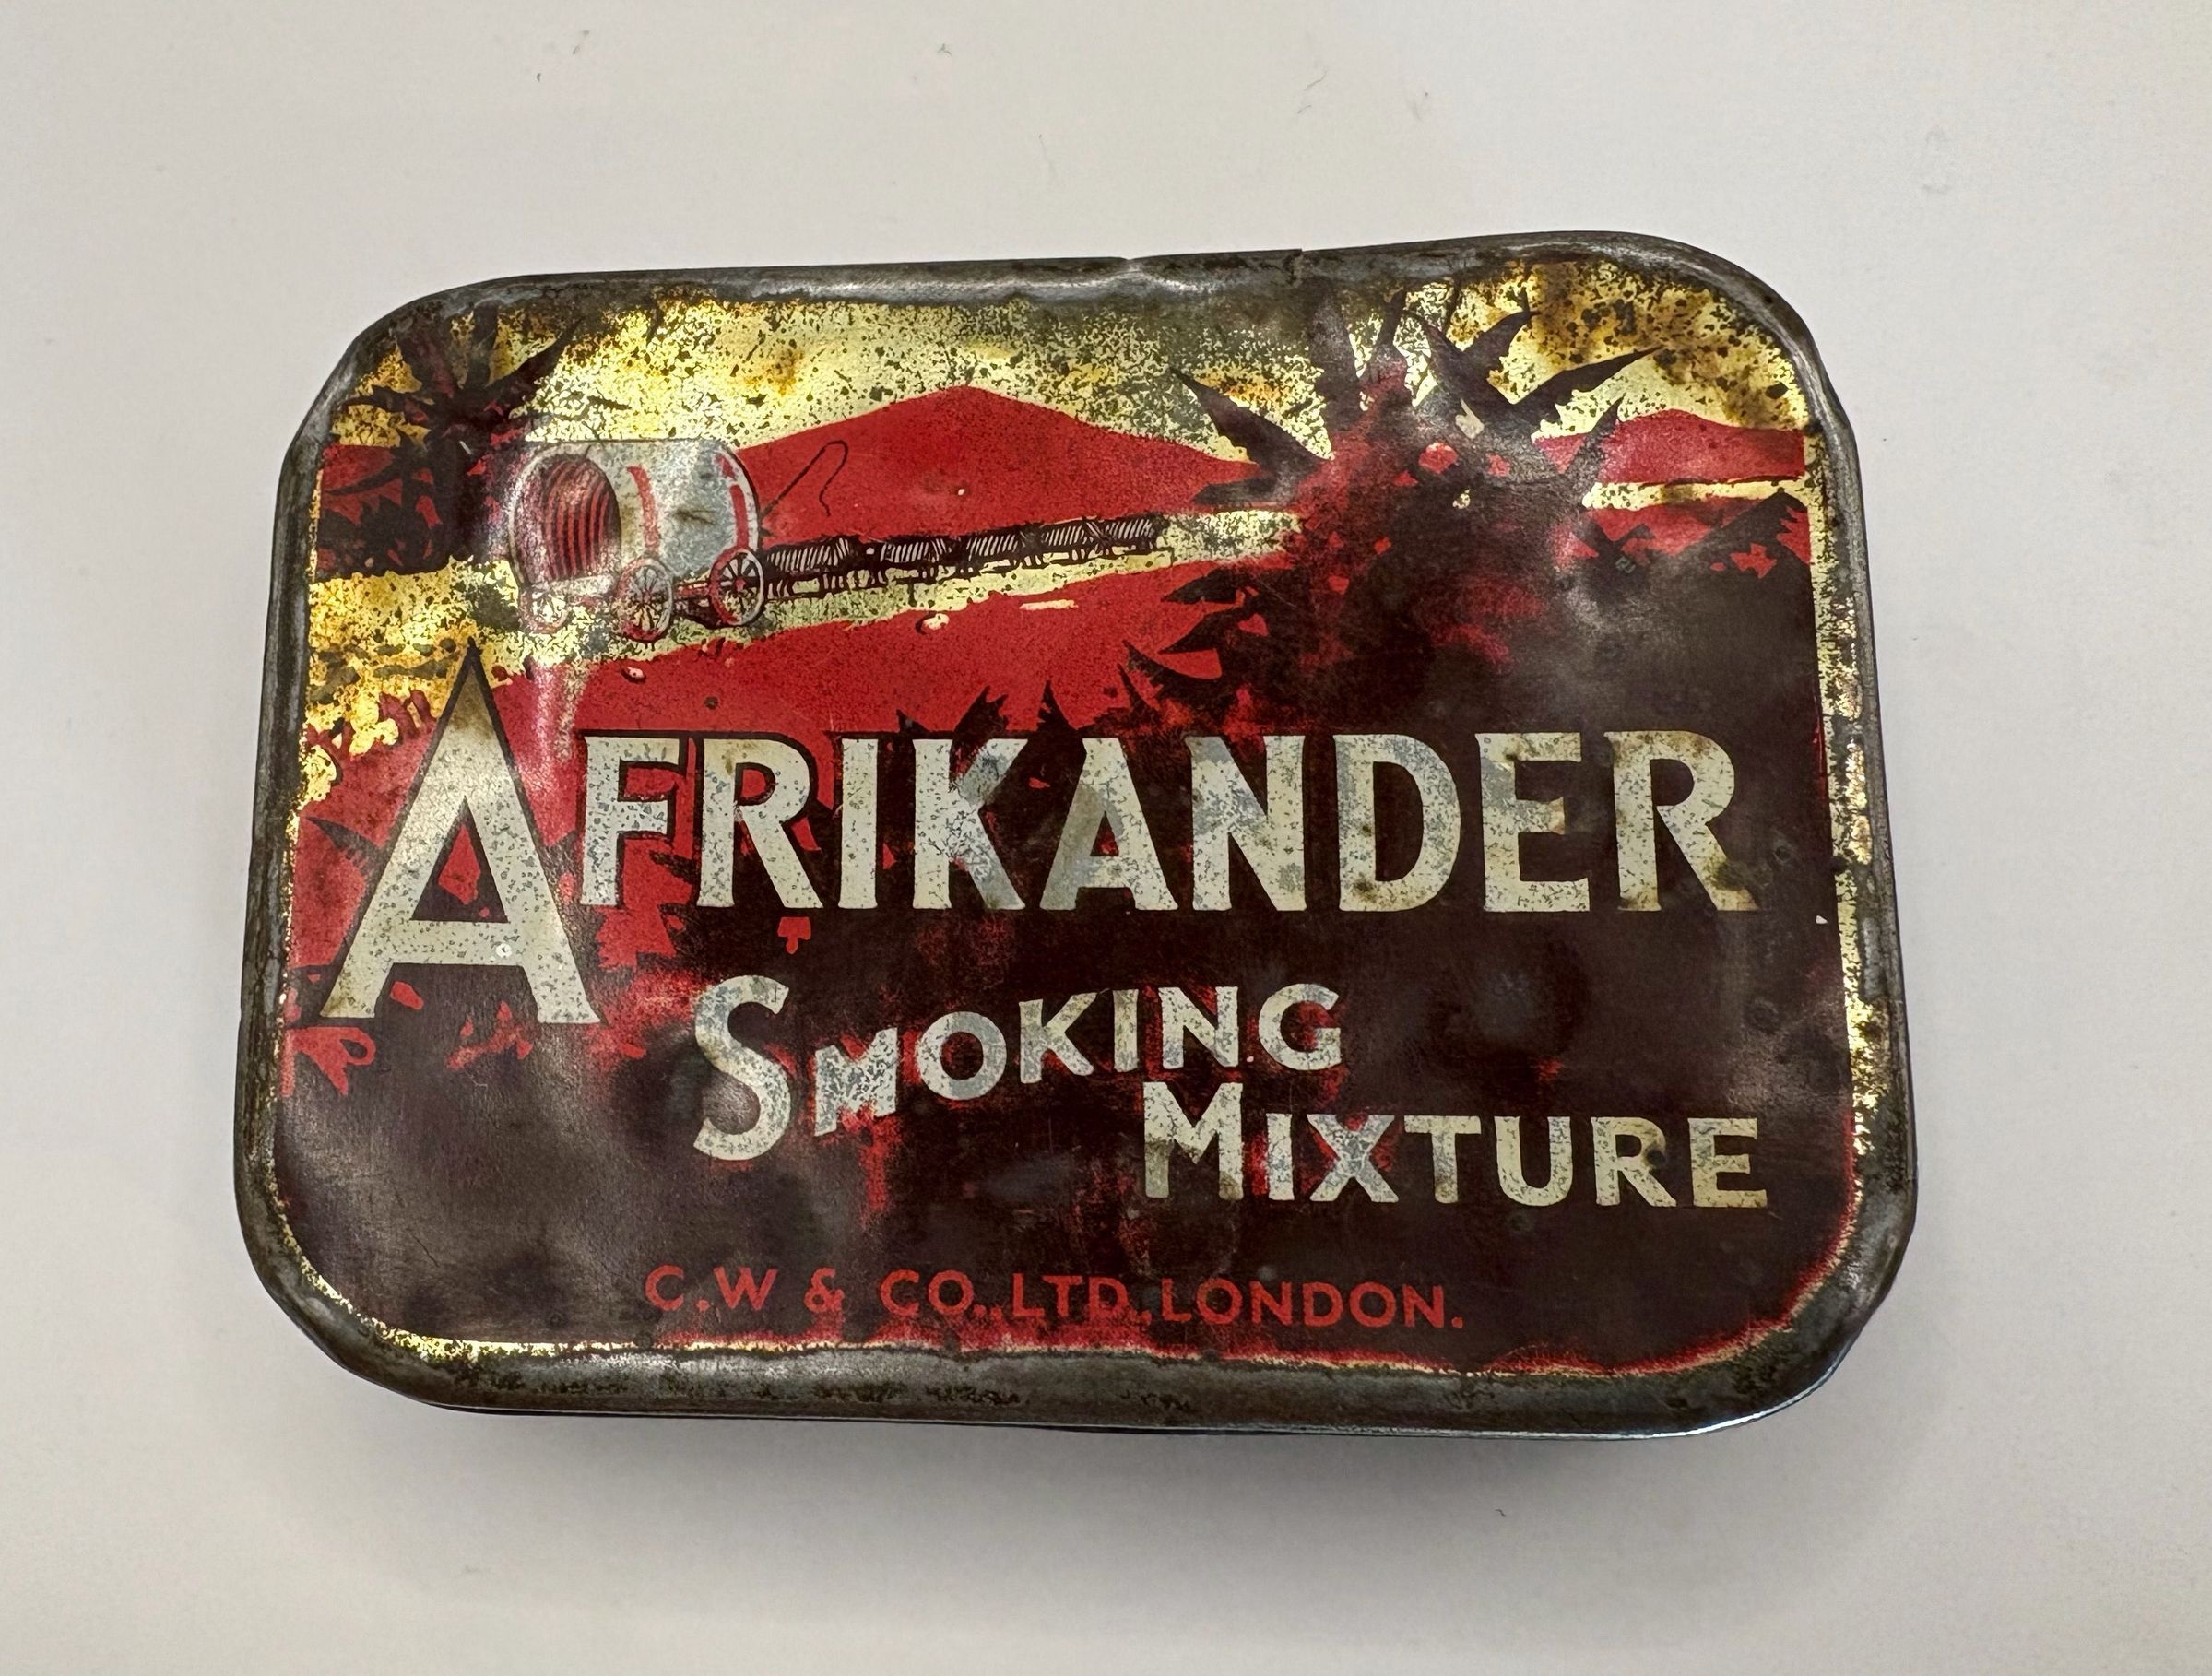 AFRIKANDER
SMOKING
MIXTURE
C.W & CO., LTD, LONDON.